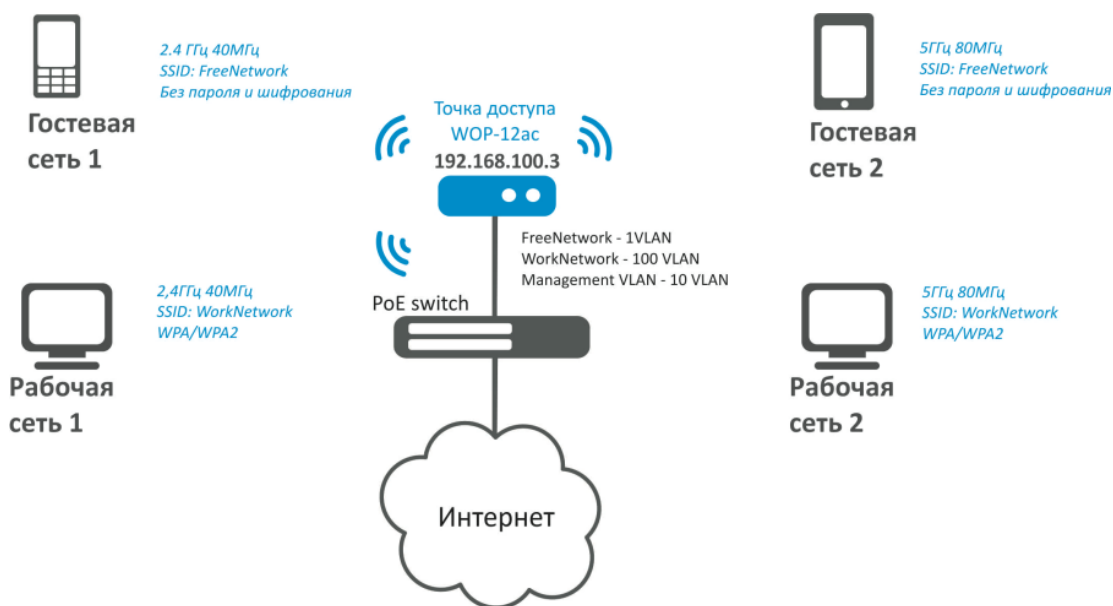 2.4 ГГц 40МГц
SSID: FreeNetwork
Без пароля и шифрования
Гостевая
сеть 1
Точка доступа
WOP-12ac
192.168.100.3
5ГГц 80МГц
SSID: FreeNetwork
Без пароля и шифрования
Гостевая
сеть 2
FreeNetwork - 1VLAN
WorkNetwork - 100 VLAN
Management VLAN - 10 VLAN
PoE switch
2,4ГГц 40МГц
SSID: WorkNetwork
WPA/WPA2
Рабочая
сеть 1
5ГГц 80МГц
SSID: WorkNetwork
WPA/WPA2
Рабочая
сеть 2
Интернет